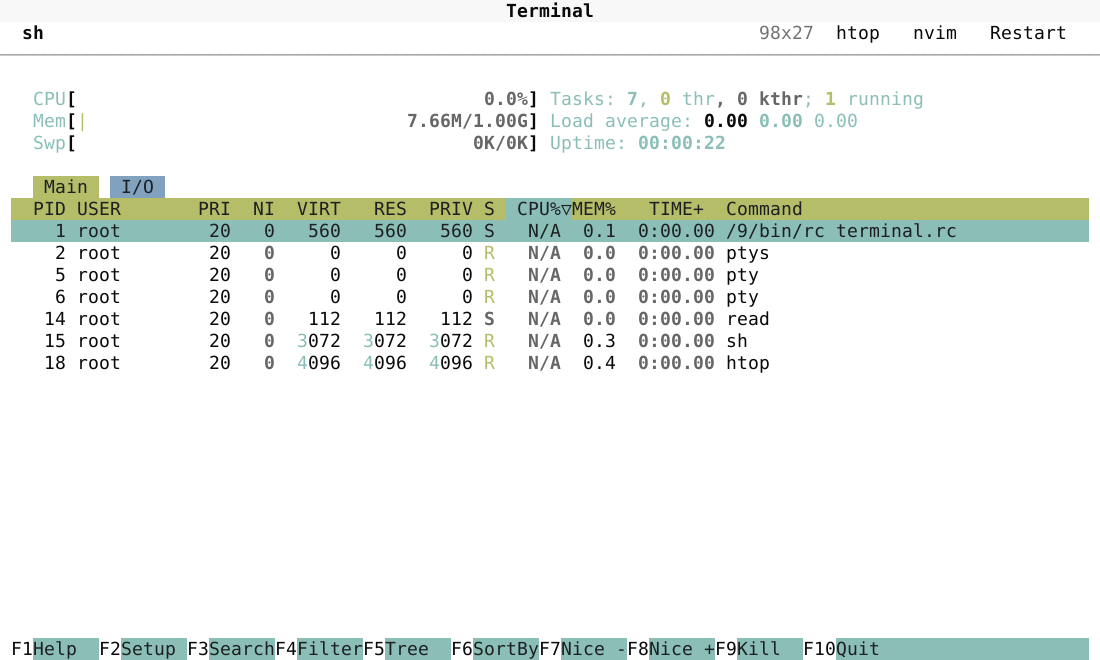 Terminal
sh 98x27 htop nvim Restart
CPU[ 0.0%] Tasks: 7, 0 thr, 0 kthr; 1 running
Mem[| 7.66M/1.00G] Load average: 0.00 0.00 0.00
Swp[ 0K/0K] Uptime: 00:00:22
Main I/O
PID USER PRI NI VIRT RES PRIV S CPU%▽MEM% TIME+ Command
1 root 20 0 560 560 560 S N/A 0.1 0:00.00 /9/bin/rc terminal.rc
2 root 20 0 0 0 0 R N/A 0.0 0:00.00 ptys
5 root 20 0 0 0 0 R N/A 0.0 0:00.00 pty
6 root 20 0 0 0 0 R N/A 0.0 0:00.00 pty
14 root 20 0 112 112 112 S N/A 0.0 0:00.00 read
15 root 20 0 3072 3072 3072 R N/A 0.3 0:00.00 sh
18 root 20 0 4096 4096 4096 R N/A 0.4 0:00.00 htop
F1Help F2Setup F3SearchF4FilterF5Tree F6SortByF7Nice -F8Nice +F9Kill F10Quit